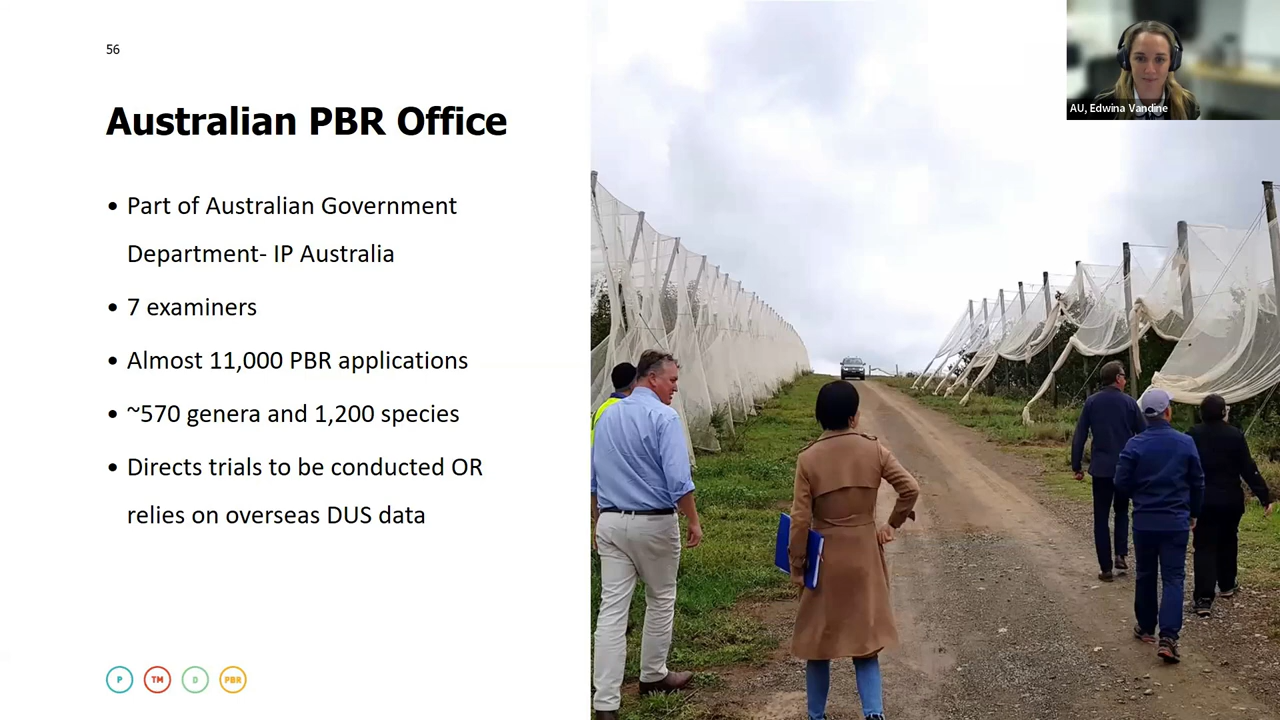 56
Australian PBR Office
• Part of Australian Government
Department- IP Australia
• 7 examiners
• Almost 11,000 PBR applications
• ~570 genera and 1,200 species
• Directs trials to be conducted OR
relies on overseas DUS data
P TM D PBR
AU, Edwina Vandine